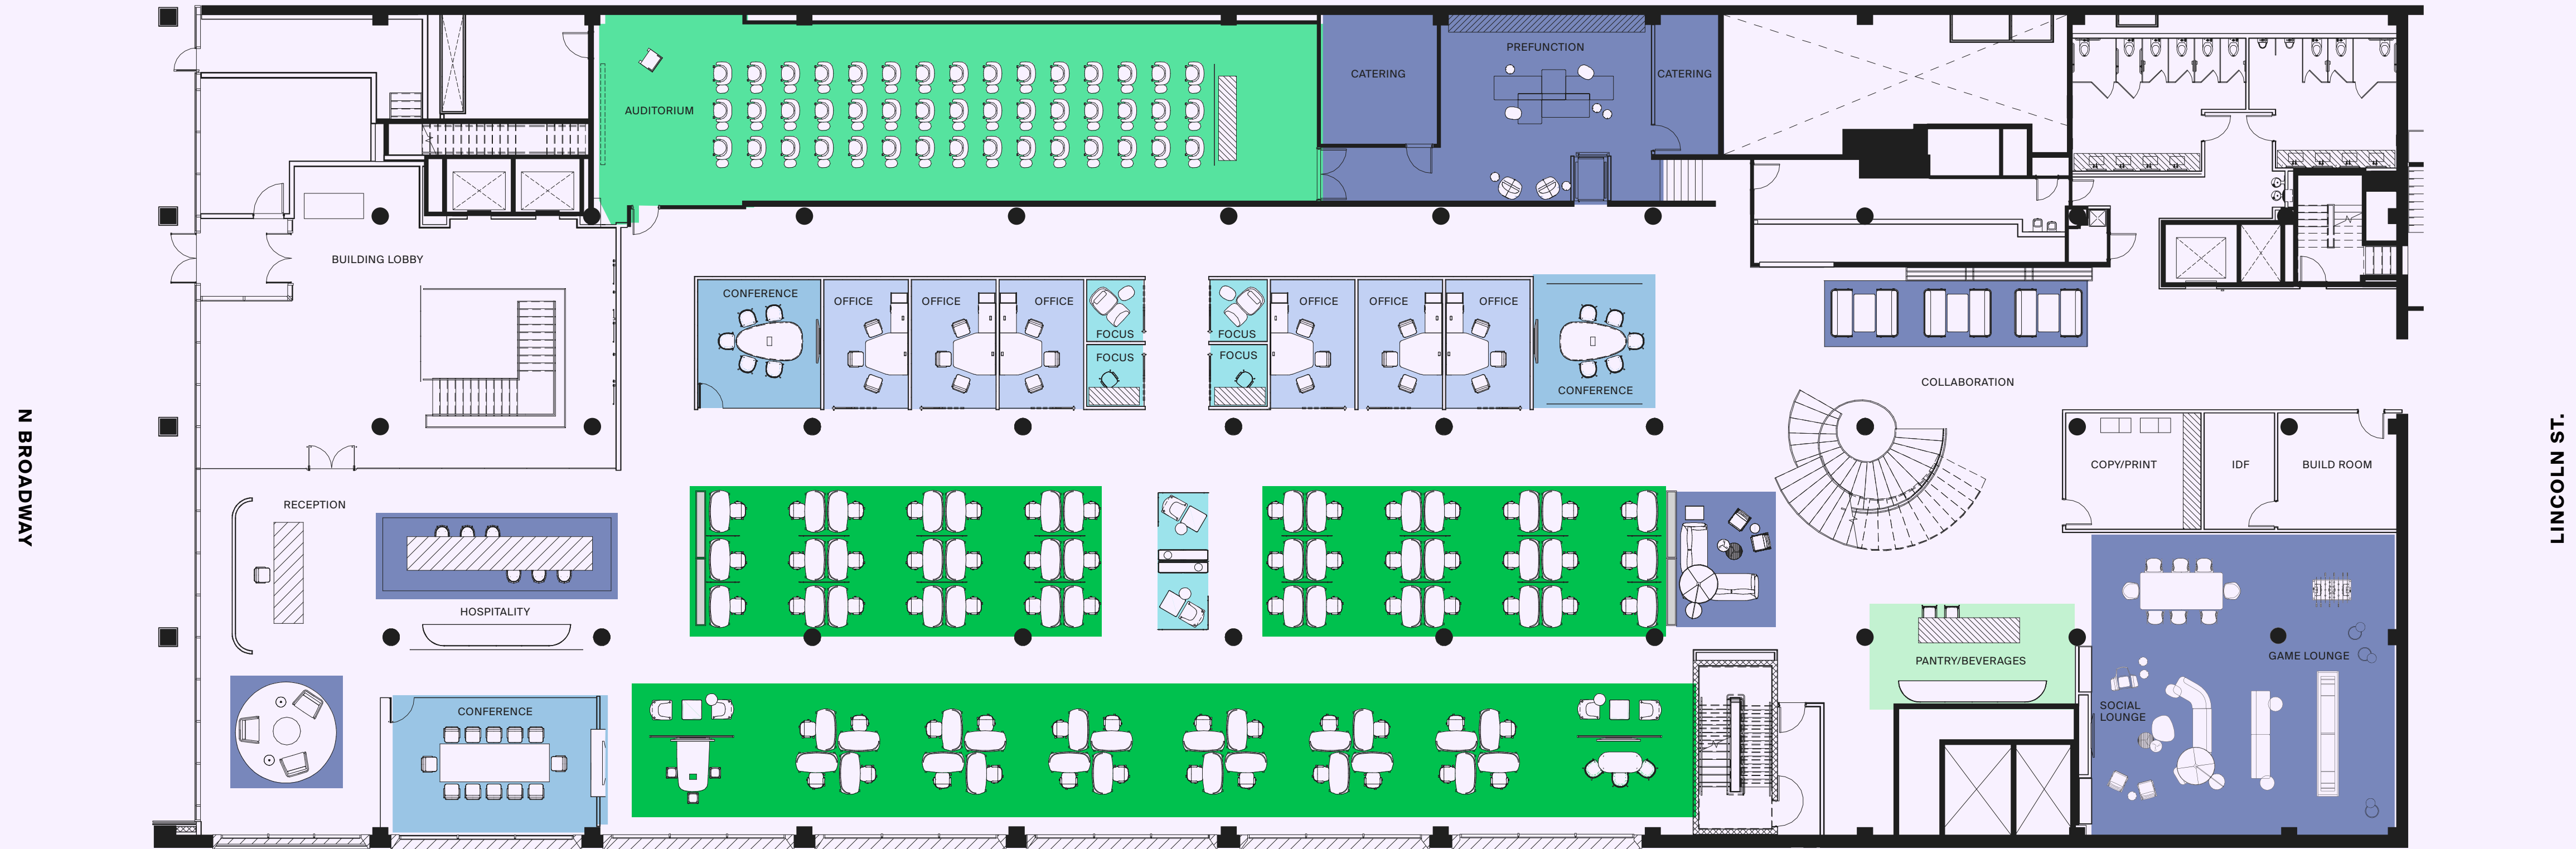 PREFUNCTION
CATERING
CATERING
AUDITORIUM
BUILDING LOBBY
CONFERENCE
OFFICE
OFFICE
OFFICE
FOCUS
FOCUS
FOCUS
FOCUS
OFFICE
OFFICE
OFFICE
CONFERENCE
COLLABORATION
N BROADWAY
LINCOLN ST.
COPY/PRINT
IDF
BUILD ROOM
RECEPTION
HOSPITALITY
PANTRY/BEVERAGES
GAME LOUNGE
SOCIAL
LOUNGE
CONFERENCE